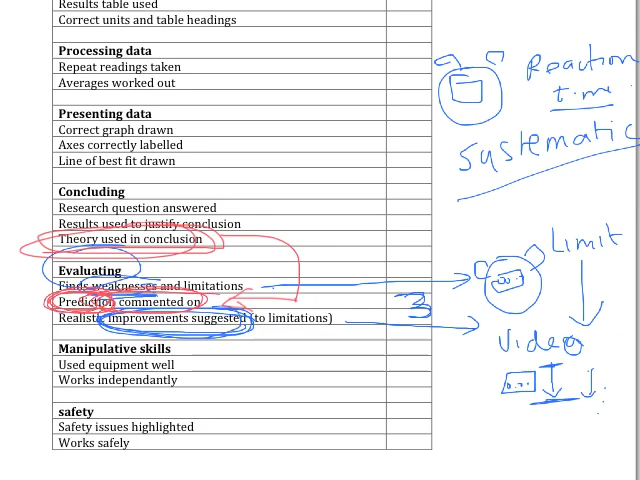 Results table used
Correct units and table headings
Processing data
Repeat readings taken
Averages worked out
Presenting data
Correct graph drawn
Axes correctly labelled
Line of best fit drawn
Concluding
Research question answered
Results used to justify conclusion
Theory used in conclusion
Evaluating
Finds weaknesses and limitations
Prediction commented on
Realistic improvements suggested (to limitations)
Manipulative skills
Used equipment well
Works independantly
safety
Safety issues highlighted
Works safely
Reaction
time
Systematic
Limit
Video